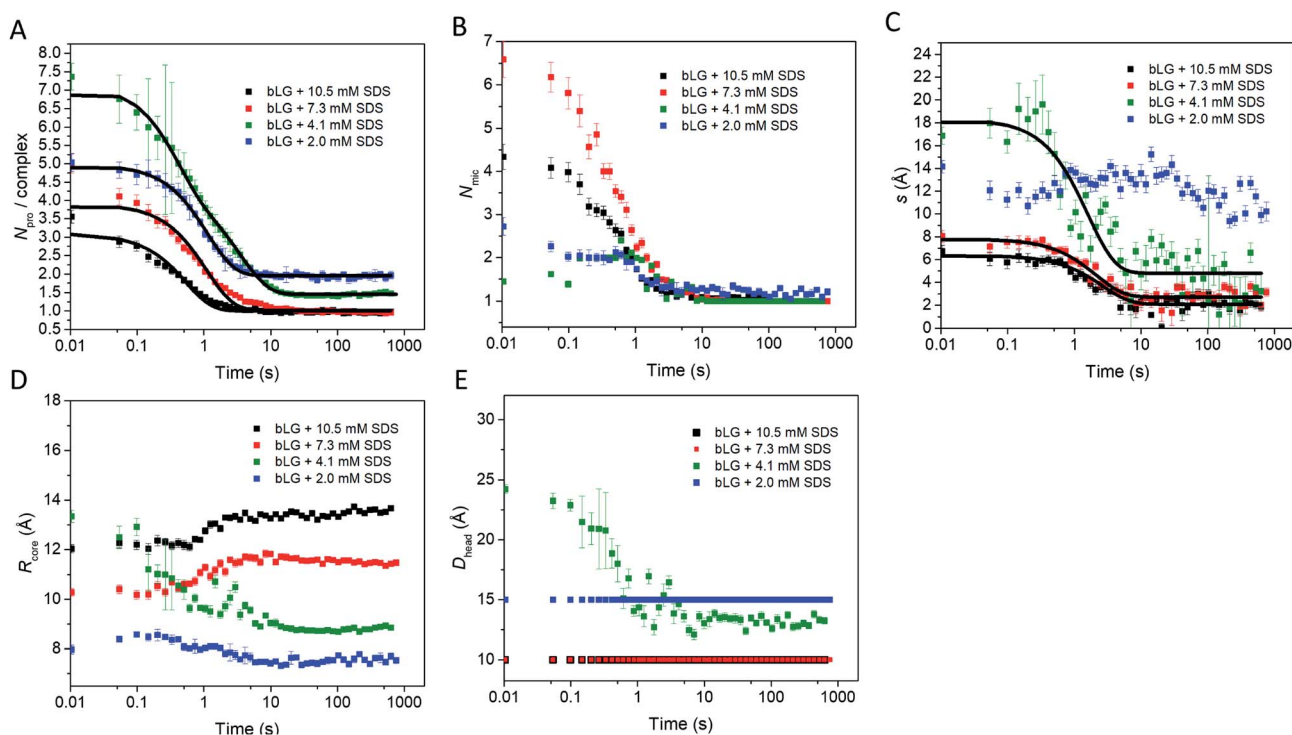 A
N_pro / complex
8.0
7.5
7.0
6.5
6.0
5.5
5.0
4.5
4.0
3.5
3.0
2.5
2.0
1.5
1.0
0.5
bLG + 10.5 mM SDS
bLG + 7.3 mM SDS
bLG + 4.1 mM SDS
bLG + 2.0 mM SDS
0.01 0.1 1 10 100 1000
Time (s)
B
N_mic
7
6
5
4
3
2
1
bLG + 10.5 mM SDS
bLG + 7.3 mM SDS
bLG + 4.1 mM SDS
bLG + 2.0 mM SDS
0.01 0.1 1 10 100 1000
Time (s)
C
s (Å)
24
22
20
18
16
14
12
10
8
6
4
2
0
bLG + 10.5 mM SDS
bLG + 7.3 mM SDS
bLG + 4.1 mM SDS
bLG + 2.0 mM SDS
0.01 0.1 1 10 100 1000
Time (s)
D
R_core (Å)
18
16
14
12
10
8
bLG + 10.5 mM SDS
bLG + 7.3 mM SDS
bLG + 4.1 mM SDS
bLG + 2.0 mM SDS
0.01 0.1 1 10 100 1000
Time (s)
E
D_head (Å)
30
25
20
15
10
bLG + 10.5 mM SDS
bLG + 7.3 mM SDS
bLG + 4.1 mM SDS
bLG + 2.0 mM SDS
0.01 0.1 1 10 100 1000
Time (s)